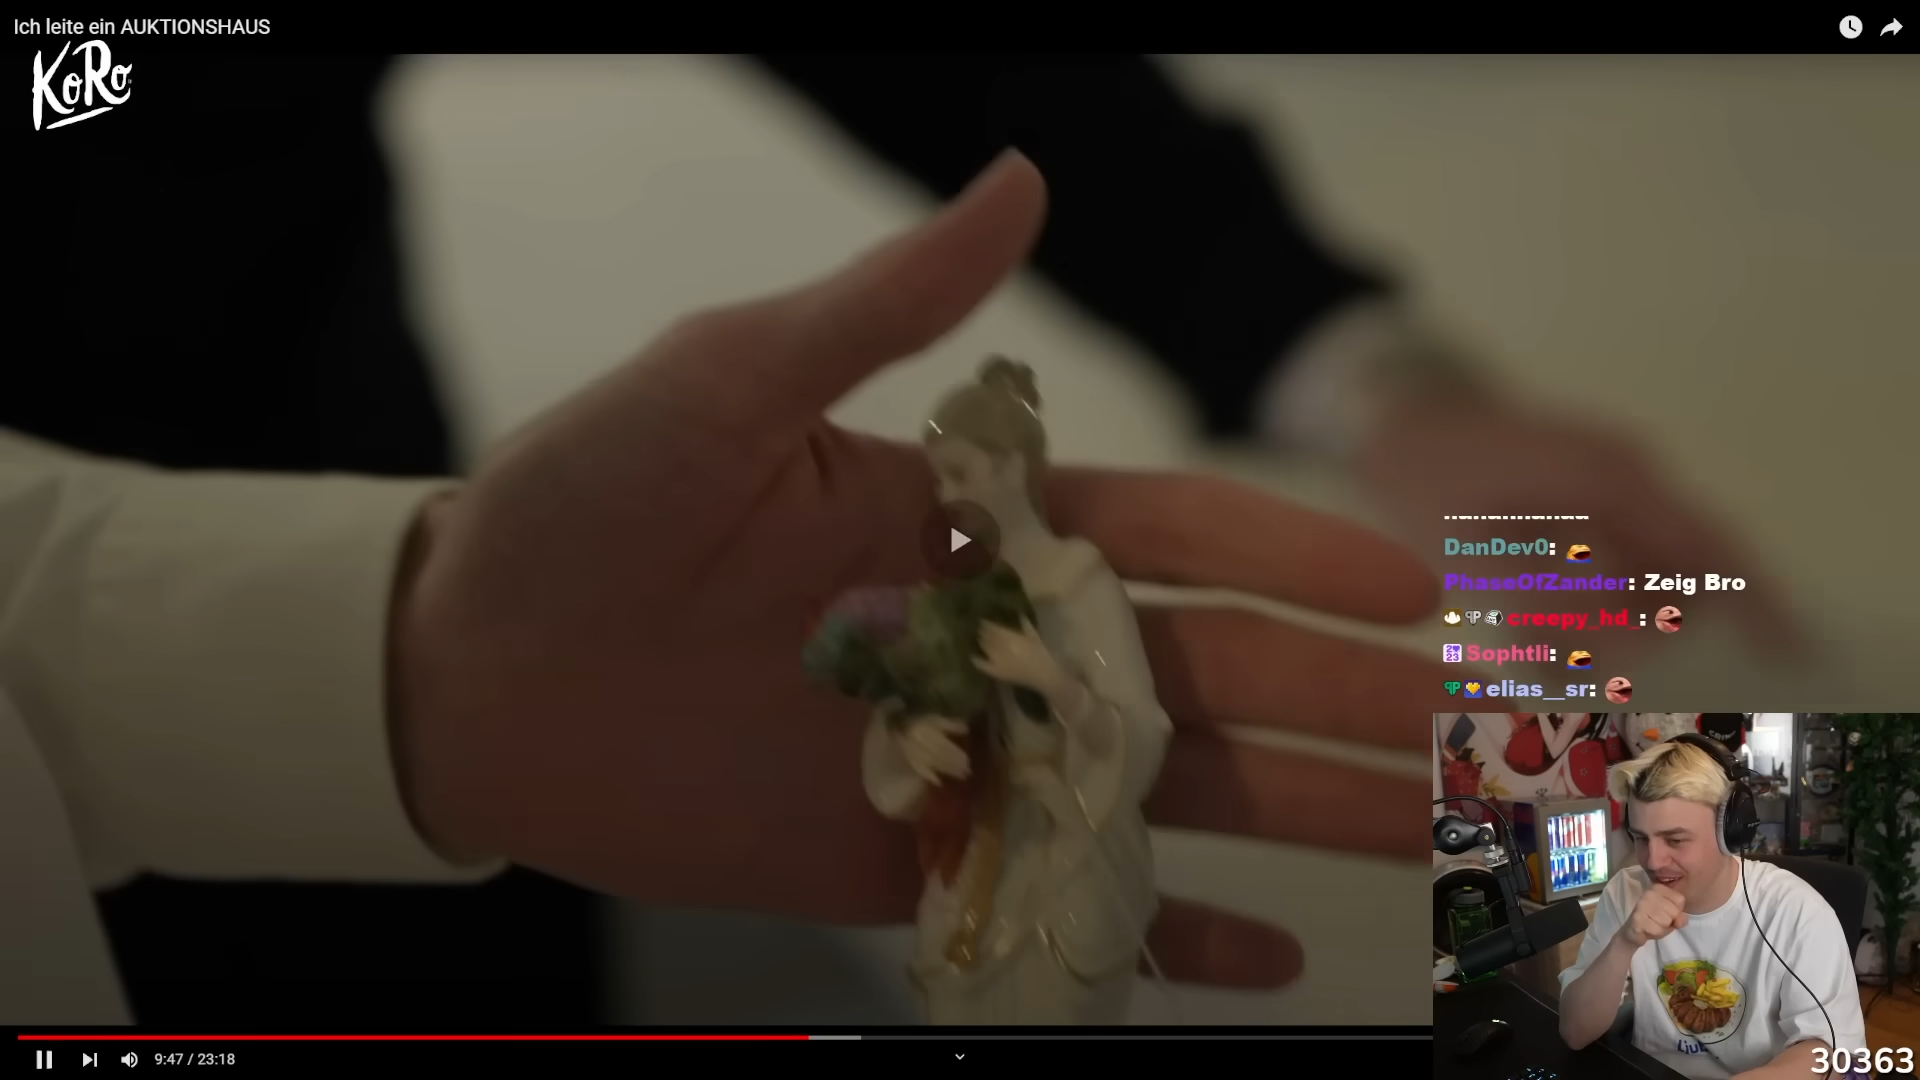 Ich leite ein AUKTIONSHAUS
KoRo
DanDev0:
PhaseOfZander: Zeig Bro
creepy_hd_:
Sophtli:
elias__sr:
9:47 / 23:18
30363